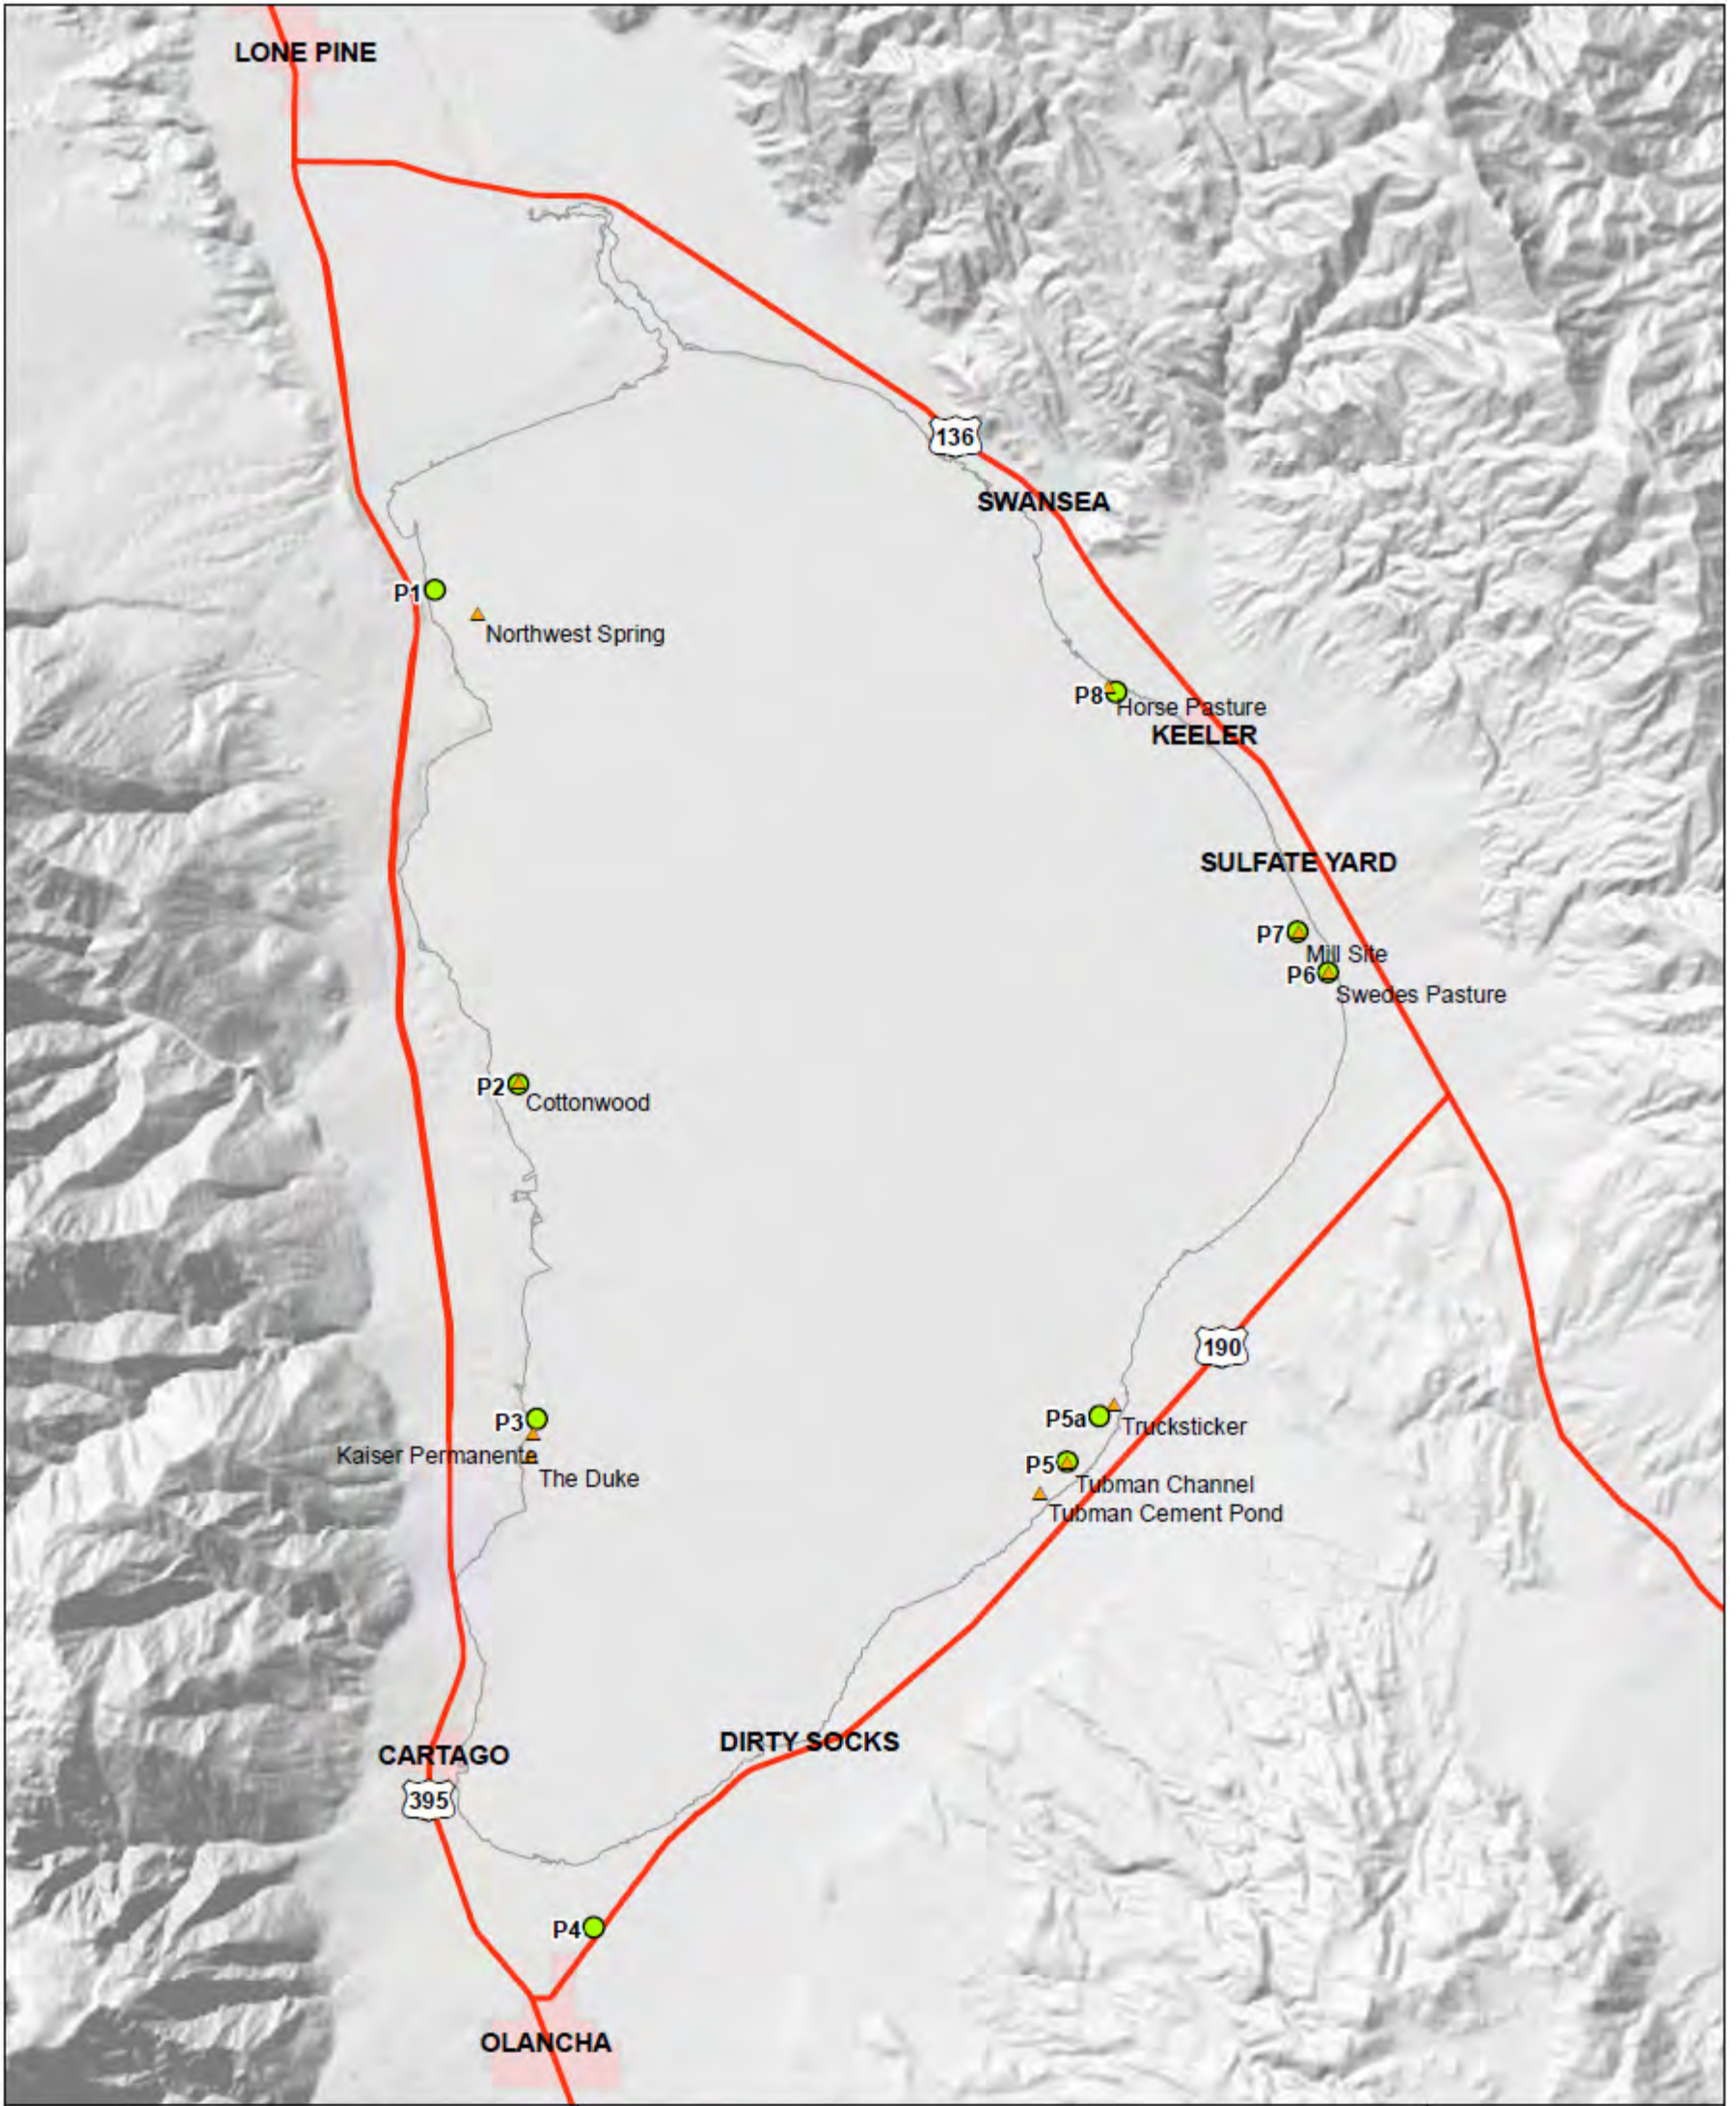 LONE PINE
136
SWANSEA
P1
Northwest Spring
P8
Horse Pasture
KEELER
SULFATE YARD
P7
Mill Site
P6
Swedes Pasture
P2
Cottonwood
190
P5a
Trucksticker
P3
Kaiser Permanente
The Duke
P5
Tubman Channel
Tubman Cement Pond
DIRTY SOCKS
CARTAGO
395
P4
OLANCHA